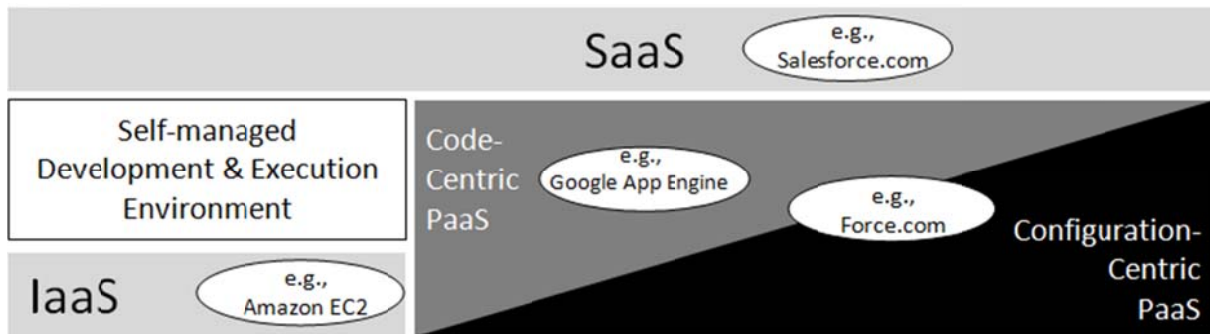 SaaS
e.g.,
Salesforce.com
Self-managed
Development & Execution
Environment
Code-
Centric
PaaS
e.g.,
Google App Engine
e.g.,
Force.com
Configuration-
Centric
PaaS
IaaS
e.g.,
Amazon EC2